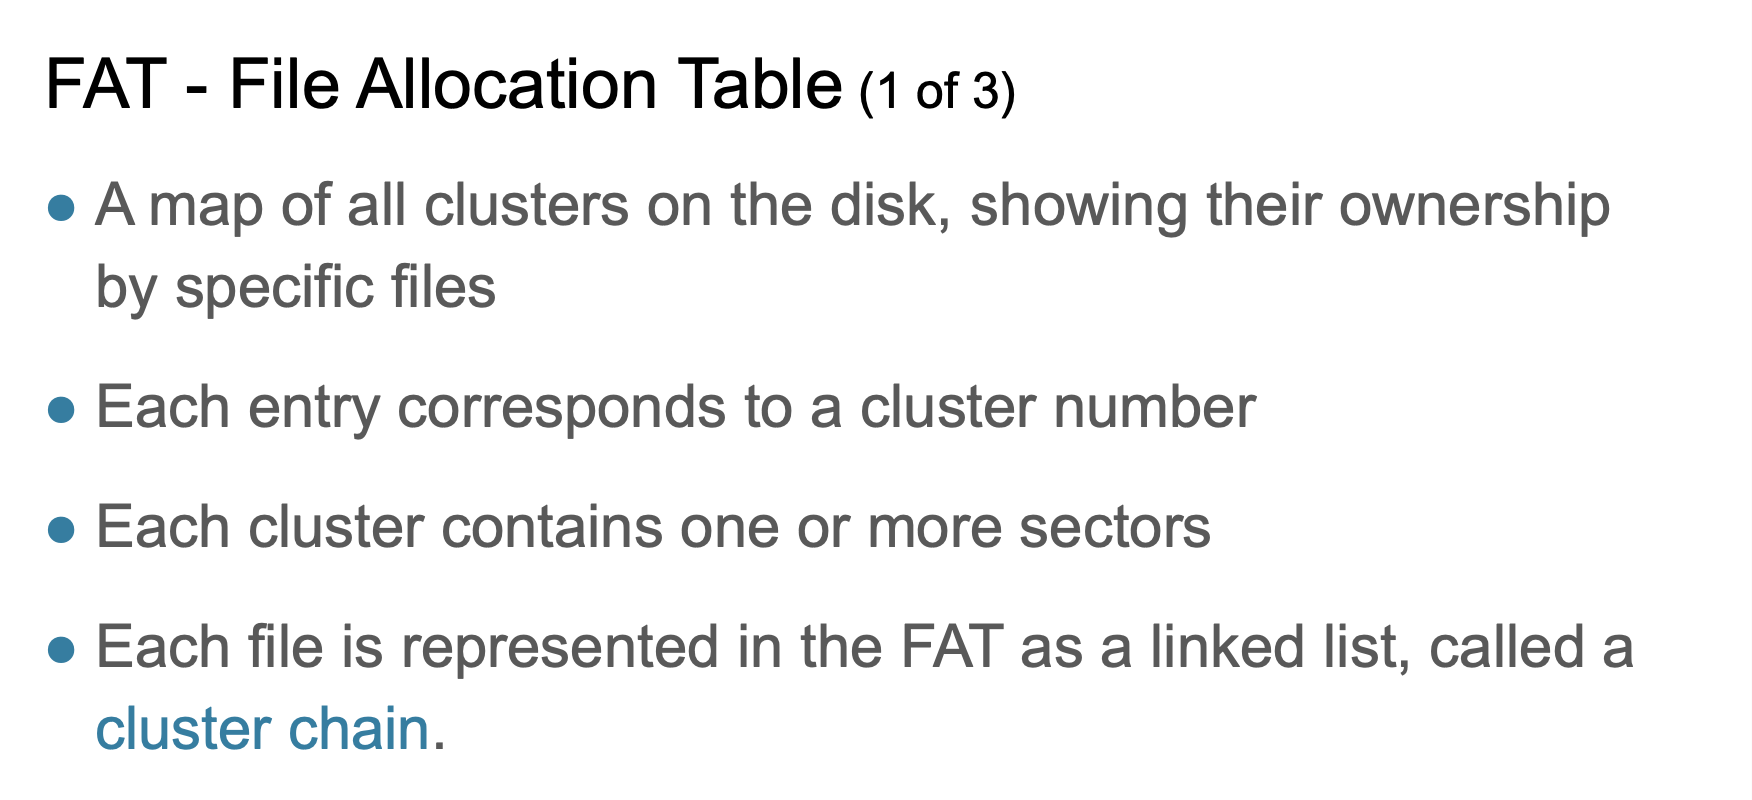 FAT - File Allocation Table (1 of 3)
● A map of all clusters on the disk, showing their ownership
by specific files
● Each entry corresponds to a cluster number
● Each cluster contains one or more sectors
● Each file is represented in the FAT as a linked list, called a
cluster chain.